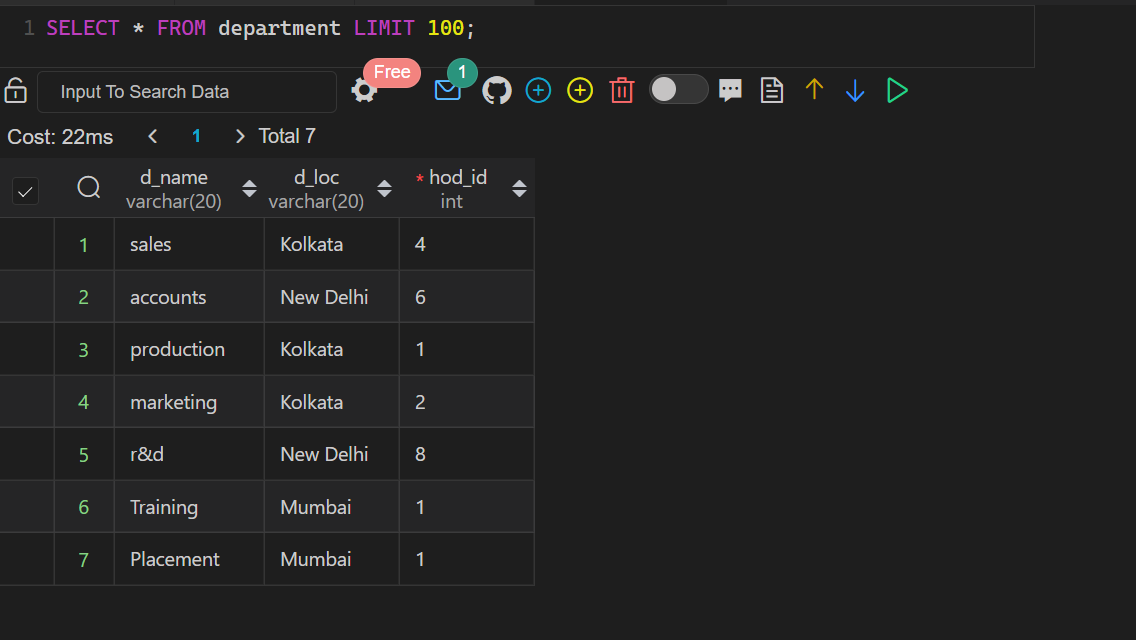 1 SELECT * FROM department LIMIT 100;
Input To Search Data Free 1
Cost: 22ms 1 Total 7
d_name d_loc * hod_id
varchar(20) varchar(20) int
1 sales Kolkata 4
2 accounts New Delhi 6
3 production Kolkata 1
4 marketing Kolkata 2
5 r&d New Delhi 8
6 Training Mumbai 1
7 Placement Mumbai 1